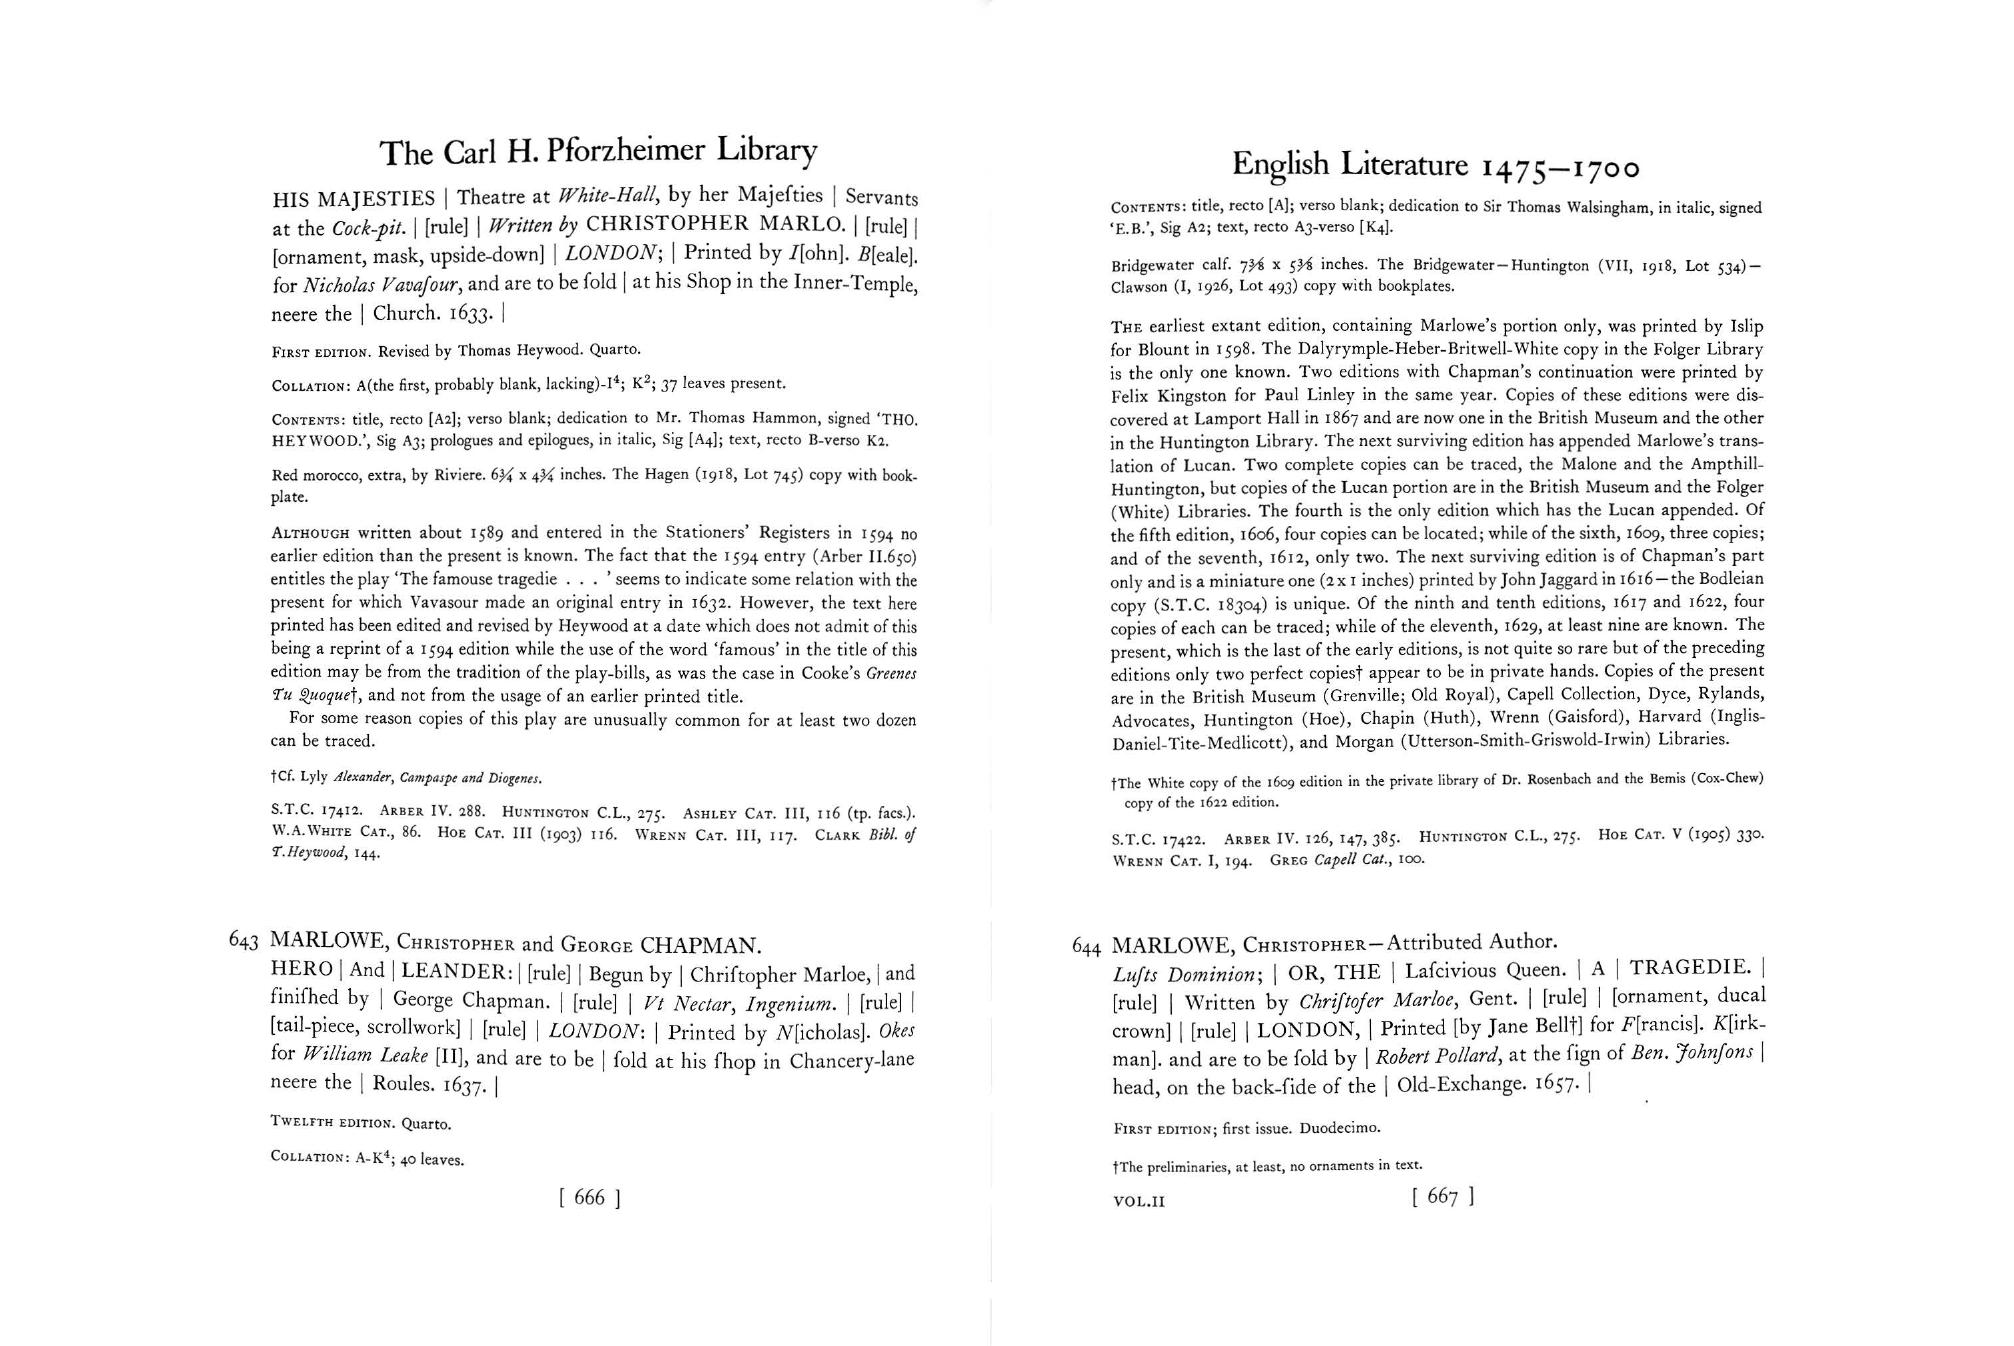 The Carl H. Pforzheimer Library
HIS MAJESTIES | Theatre at White-Hall, by her Majeſties | Servants
at the Cock-pit. | [rule] | Written by CHRISTOPHER MARLO. | [rule] |
[ornament, mask, upside-down] | LONDON; | Printed by I[ohn]. B[eale].
for Nicholas Vavaſour, and are to be ſold | at his Shop in the Inner-Temple,
neere the | Church. 1633. |
FIRST EDITION. Revised by Thomas Heywood. Quarto.
COLLATION: A(the first, probably blank, lacking)-I⁴; K²; 37 leaves present.
CONTENTS: title, recto [A2]; verso blank; dedication to Mr. Thomas Hammon, signed ‘THO.
HEYWOOD.’, Sig A3; prologues and epilogues, in italic, Sig [A4]; text, recto B-verso K2.
Red morocco, extra, by Riviere. 6¾ x 4¾ inches. The Hagen (1918, Lot 745) copy with book-
plate.
ALTHOUGH written about 1589 and entered in the Stationers’ Registers in 1594 no
earlier edition than the present is known. The fact that the 1594 entry (Arber II.650)
entitles the play ‘The famouse tragedie . . . ’ seems to indicate some relation with the
present for which Vavasour made an original entry in 1632. However, the text here
printed has been edited and revised by Heywood at a date which does not admit of this
being a reprint of a 1594 edition while the use of the word ‘famous’ in the title of this
edition may be from the tradition of the play-bills, as was the case in Cooke’s Greenes
Tu Quoque†, and not from the usage of an earlier printed title.
For some reason copies of this play are unusually common for at least two dozen
can be traced.
†Cf. Lyly Alexander, Campaspe and Diogenes.
S.T.C. 17412. ARBER IV. 288. HUNTINGTON C.L., 275. ASHLEY CAT. III, 116 (tp. facs.).
W.A.WHITE CAT., 86. HOE CAT. III (1903) 116. WRENN CAT. III, 117. CLARK Bibl. of
T.Heywood, 144.
643 MARLOWE, CHRISTOPHER and GEORGE CHAPMAN.
HERO | And | LEANDER: | [rule] | Begun by | Chriſtopher Marloe, | and
finiſhed by | George Chapman. | [rule] | Vt Nectar, Ingenium. | [rule] |
[tail-piece, scrollwork] | [rule] | LONDON: | Printed by N[icholas]. Okes
for William Leake [II], and are to be | ſold at his ſhop in Chancery-lane
neere the | Roules. 1637. |
TWELFTH EDITION. Quarto.
COLLATION: A-K⁴; 40 leaves.
[ 666 ]
English Literature 1475–1700
CONTENTS: title, recto [A]; verso blank; dedication to Sir Thomas Walsingham, in italic, signed
‘E.B.’, Sig A2; text, recto A3-verso [K4].
Bridgewater calf. 7⅜ x 5⅜ inches. The Bridgewater—Huntington (VII, 1918, Lot 534)—
Clawson (I, 1926, Lot 493) copy with bookplates.
THE earliest extant edition, containing Marlowe’s portion only, was printed by Islip
for Blount in 1598. The Dalyrymple-Heber-Britwell-White copy in the Folger Library
is the only one known. Two editions with Chapman’s continuation were printed by
Felix Kingston for Paul Linley in the same year. Copies of these editions were dis-
covered at Lamport Hall in 1867 and are now one in the British Museum and the other
in the Huntington Library. The next surviving edition has appended Marlowe’s trans-
lation of Lucan. Two complete copies can be traced, the Malone and the Ampthill-
Huntington, but copies of the Lucan portion are in the British Museum and the Folger
(White) Libraries. The fourth is the only edition which has the Lucan appended. Of
the fifth edition, 1606, four copies can be located; while of the sixth, 1609, three copies;
and of the seventh, 1612, only two. The next surviving edition is of Chapman’s part
only and is a miniature one (2 x 1 inches) printed by John Jaggard in 1616—the Bodleian
copy (S.T.C. 18304) is unique. Of the ninth and tenth editions, 1617 and 1622, four
copies of each can be traced; while of the eleventh, 1629, at least nine are known. The
present, which is the last of the early editions, is not quite so rare but of the preceding
editions only two perfect copies† appear to be in private hands. Copies of the present
are in the British Museum (Grenville; Old Royal), Capell Collection, Dyce, Rylands,
Advocates, Huntington (Hoe), Chapin (Huth), Wrenn (Gaisford), Harvard (Inglis-
Daniel-Tite-Medlicott), and Morgan (Utterson-Smith-Griswold-Irwin) Libraries.
†The White copy of the 1609 edition in the private library of Dr. Rosenbach and the Bemis (Cox-Chew)
copy of the 1622 edition.
S.T.C. 17422. ARBER IV. 126, 147, 385. HUNTINGTON C.L., 275. HOE CAT. V (1905) 330.
WRENN CAT. I, 194. GREG Capell Cat., 100.
644 MARLOWE, CHRISTOPHER—Attributed Author.
Luſts Dominion; | OR, THE | Laſcivious Queen. | A | TRAGEDIE. |
[rule] | Written by Chriſtofer Marloe, Gent. | [rule] | [ornament, ducal
crown] | [rule] | LONDON, | Printed [by Jane Bell†] for F[rancis]. K[irk-
man]. and are to be ſold by | Robert Pollard, at the ſign of Ben. Johnſons |
head, on the back-ſide of the | Old-Exchange. 1657. |
FIRST EDITION; first issue. Duodecimo.
†The preliminaries, at least, no ornaments in text.
VOL.II [ 667 ]